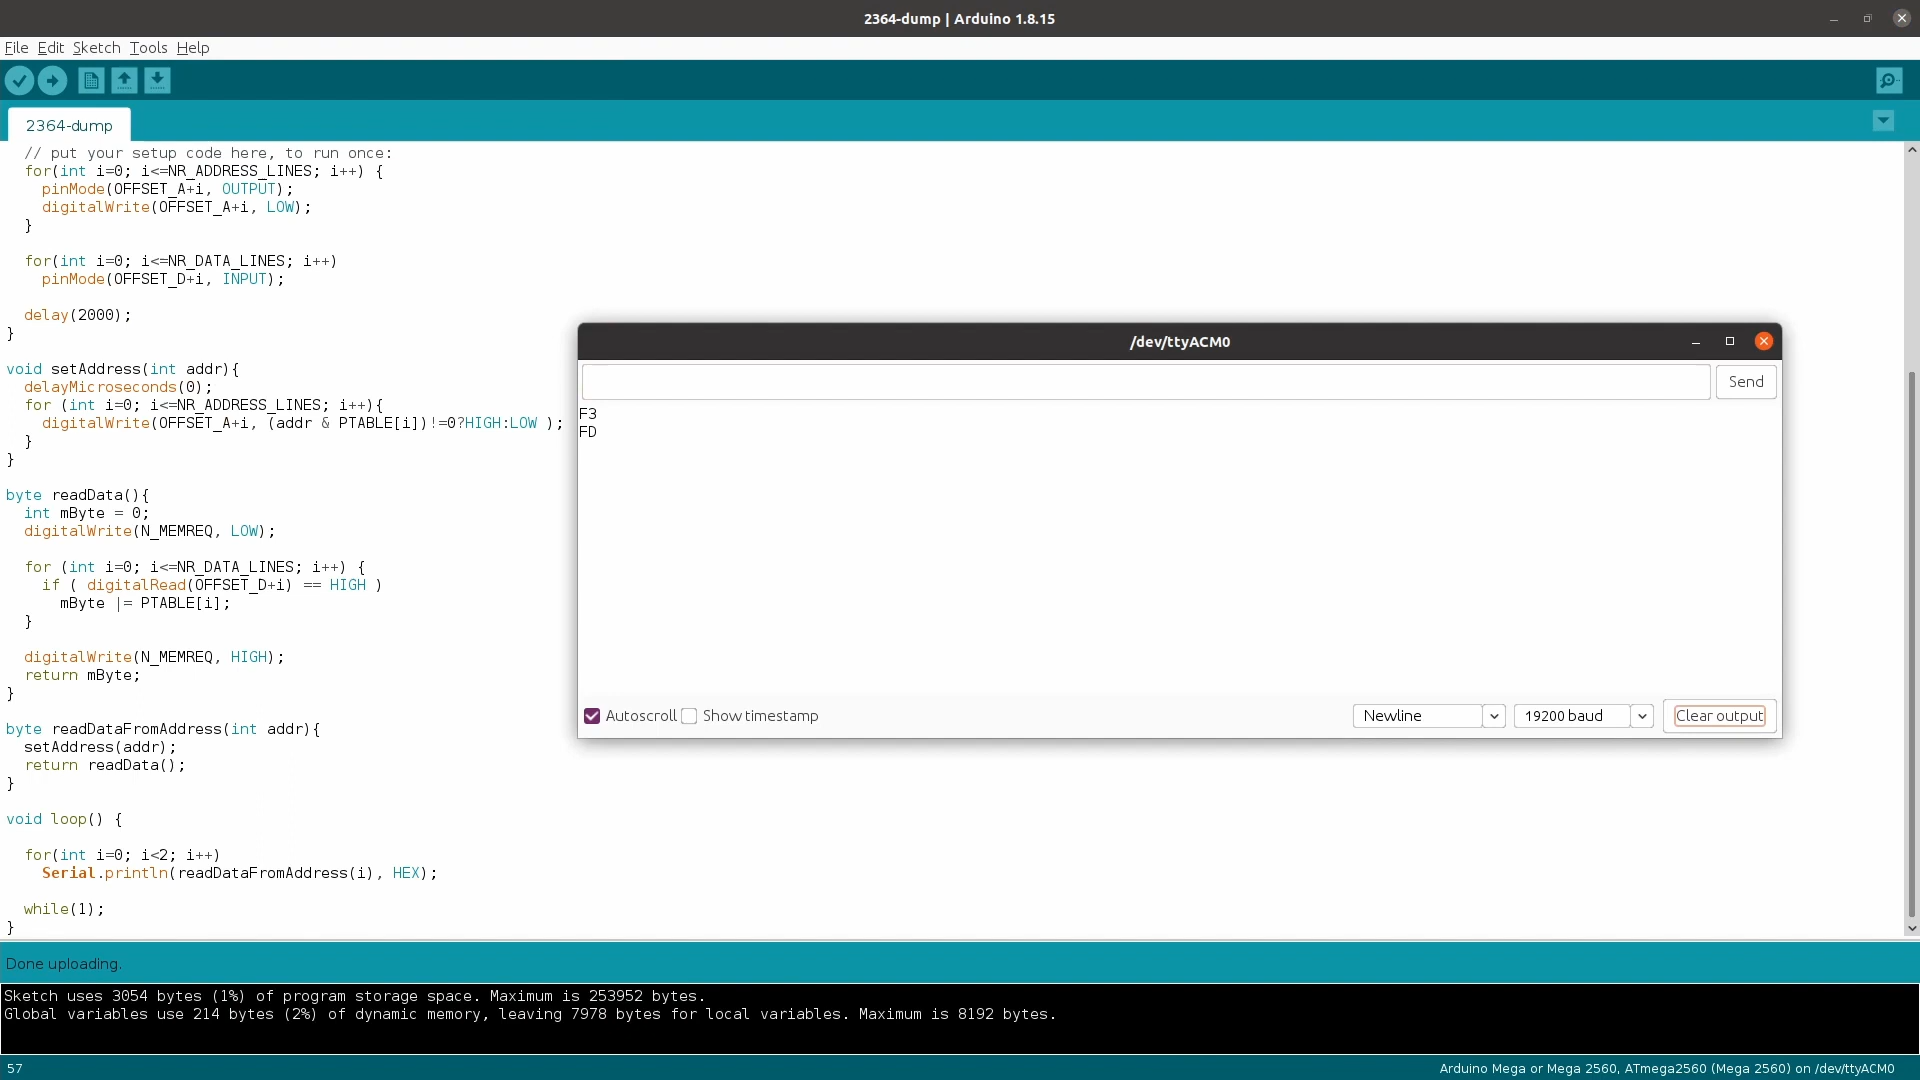 2364-dump | Arduino 1.8.15
File Edit Sketch Tools Help
2364-dump
// put your setup code here, to run once:
for(int i=0; i<=NR_ADDRESS_LINES; i++) {
pinMode(OFFSET_A+i, OUTPUT);
digitalWrite(OFFSET_A+i, LOW);
}
for(int i=0; i<=NR_DATA_LINES; i++)
pinMode(OFFSET_D+i, INPUT);
delay(2000);
}
void setAddress(int addr){
delayMicroseconds(0);
for (int i=0; i<=NR_ADDRESS_LINES; i++){
digitalWrite(OFFSET_A+i, (addr & PTABLE[i])!=0?HIGH:LOW );
}
}
byte readData(){
int mByte = 0;
digitalWrite(N_MEMREQ, LOW);
for (int i=0; i<=NR_DATA_LINES; i++) {
if ( digitalRead(OFFSET_D+i) == HIGH )
mByte |= PTABLE[i];
}
digitalWrite(N_MEMREQ, HIGH);
return mByte;
}
byte readDataFromAddress(int addr){
setAddress(addr);
return readData();
}
void loop() {
for(int i=0; i<2; i++)
Serial.println(readDataFromAddress(i), HEX);
while(1);
}
/dev/ttyACM0
Send
F3
FD
Autoscroll Show timestamp Newline 19200 baud Clear output
Done uploading.
Sketch uses 3054 bytes (1%) of program storage space. Maximum is 253952 bytes.
Global variables use 214 bytes (2%) of dynamic memory, leaving 7978 bytes for local variables. Maximum is 8192 bytes.
57 Arduino Mega or Mega 2560, ATmega2560 (Mega 2560) on /dev/ttyACM0